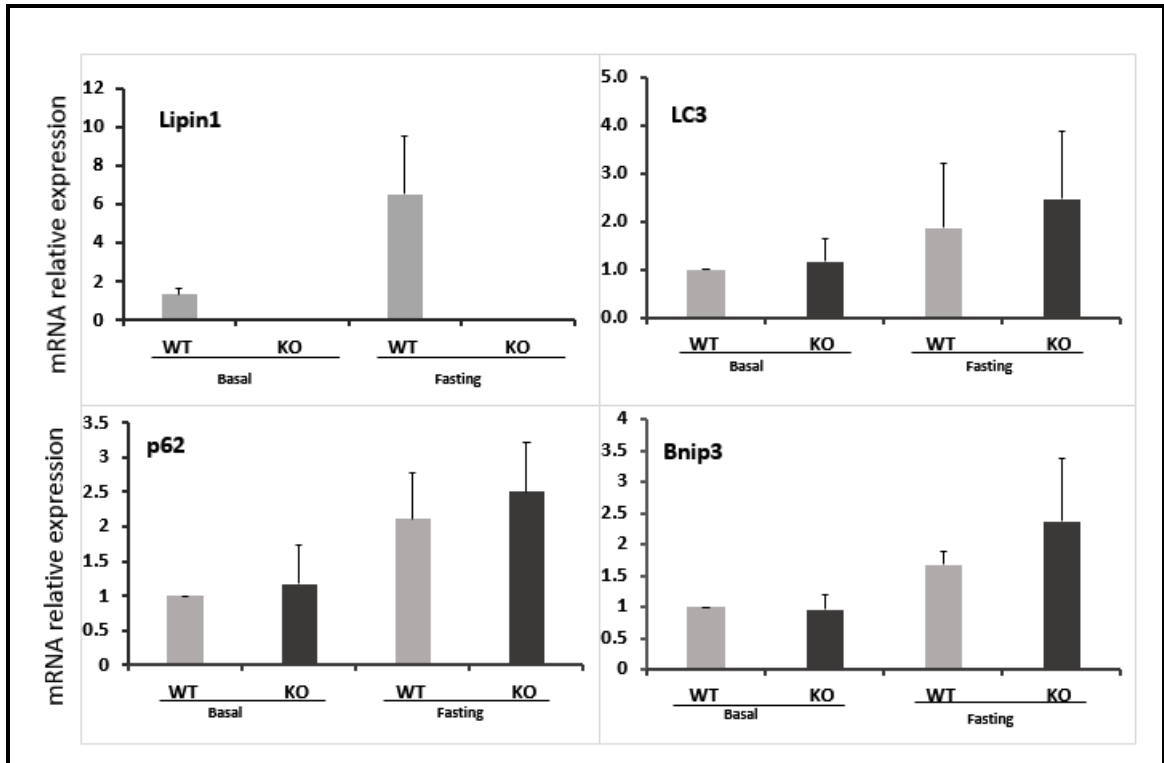 mRNA relative expression
Lipin1
12
10
8
6
4
2
0
WT KO WT KO
Basal Fasting
LC3
5.0
4.0
3.0
2.0
1.0
0.0
WT KO WT KO
Basal Fasting
mRNA relative expression
p62
3.5
3
2.5
2
1.5
1
0.5
0
WT KO WT KO
Basal Fasting
Bnip3
4
3.5
3
2.5
2
1.5
1
0.5
0
WT KO WT KO
Basal Fasting